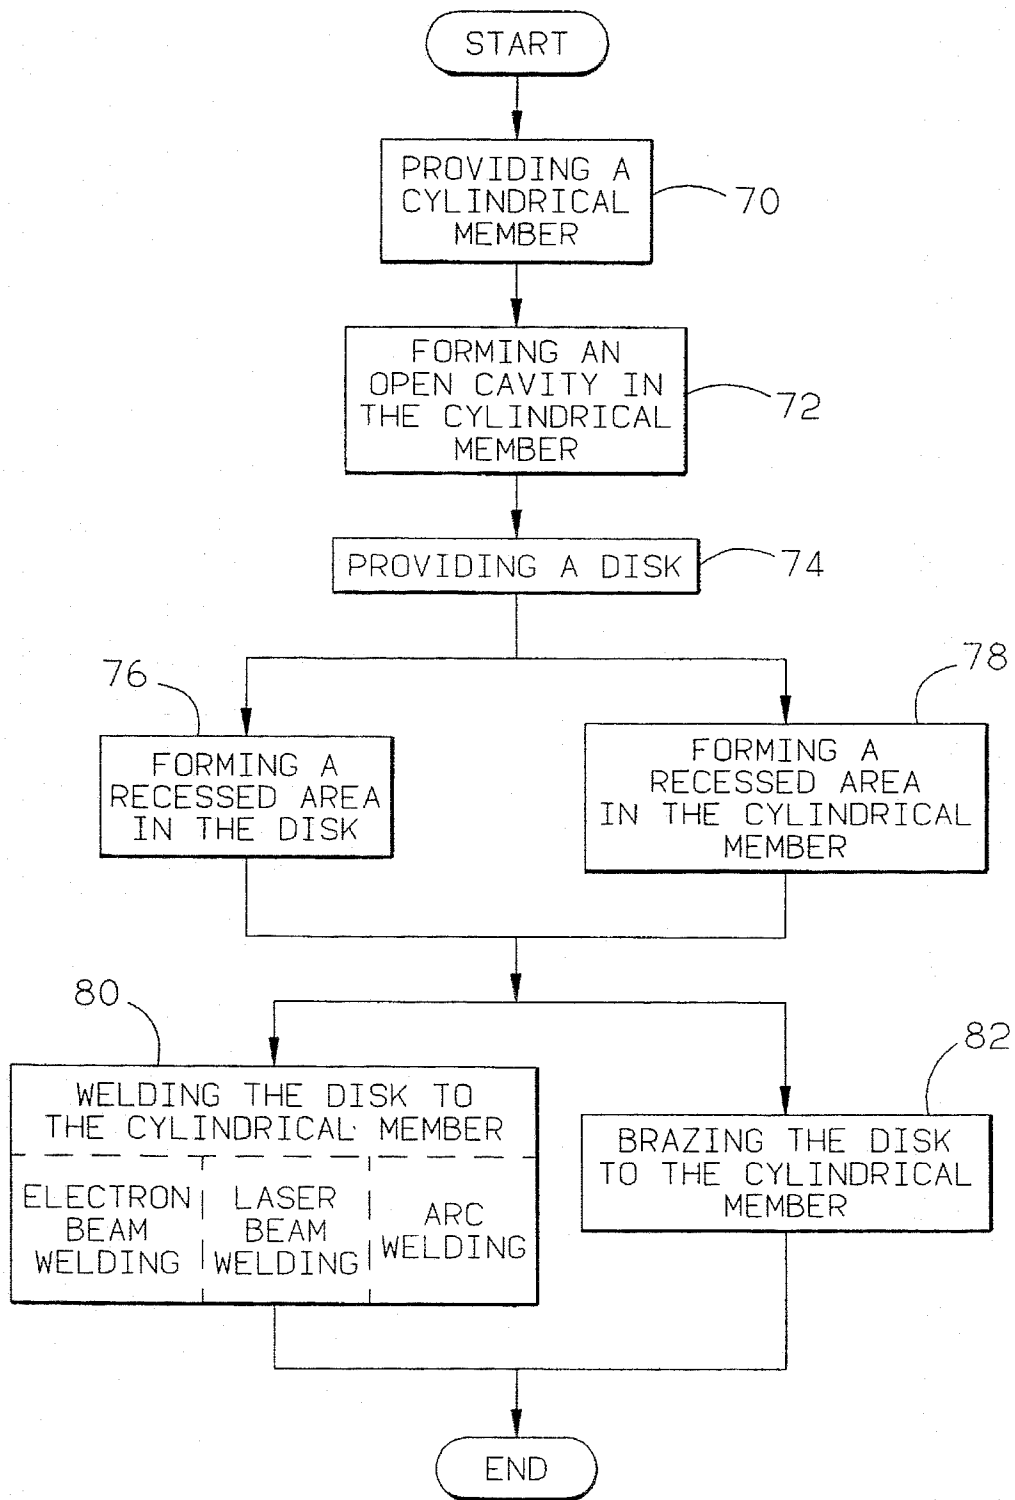 START
PROVIDING A
CYLINDRICAL
MEMBER
70
FORMING AN
OPEN CAVITY IN
THE CYLINDRICAL
MEMBER
72
PROVIDING A DISK
74
76
FORMING A
RECESSED AREA
IN THE DISK
78
FORMING A
RECESSED AREA
IN THE CYLINDRICAL
MEMBER
80
WELDING THE DISK TO
THE CYLINDRICAL MEMBER
ELECTRON
BEAM
WELDING
LASER
BEAM
WELDING
ARC
WELDING
82
BRAZING THE DISK
TO THE CYLINDRICAL
MEMBER
END